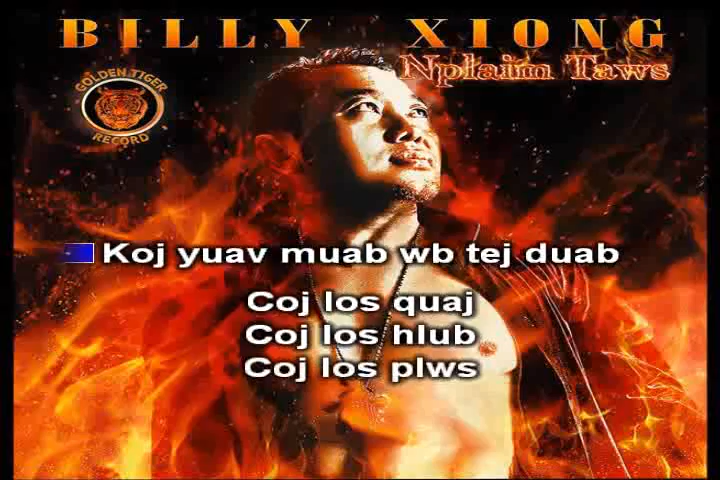 BILLY XIONG
Nplaim Taws
GOLDEN TIGER
RECORD
Koj yuav muab wb tej duab
Coj los quaj
Coj los hlub
Coj los plws